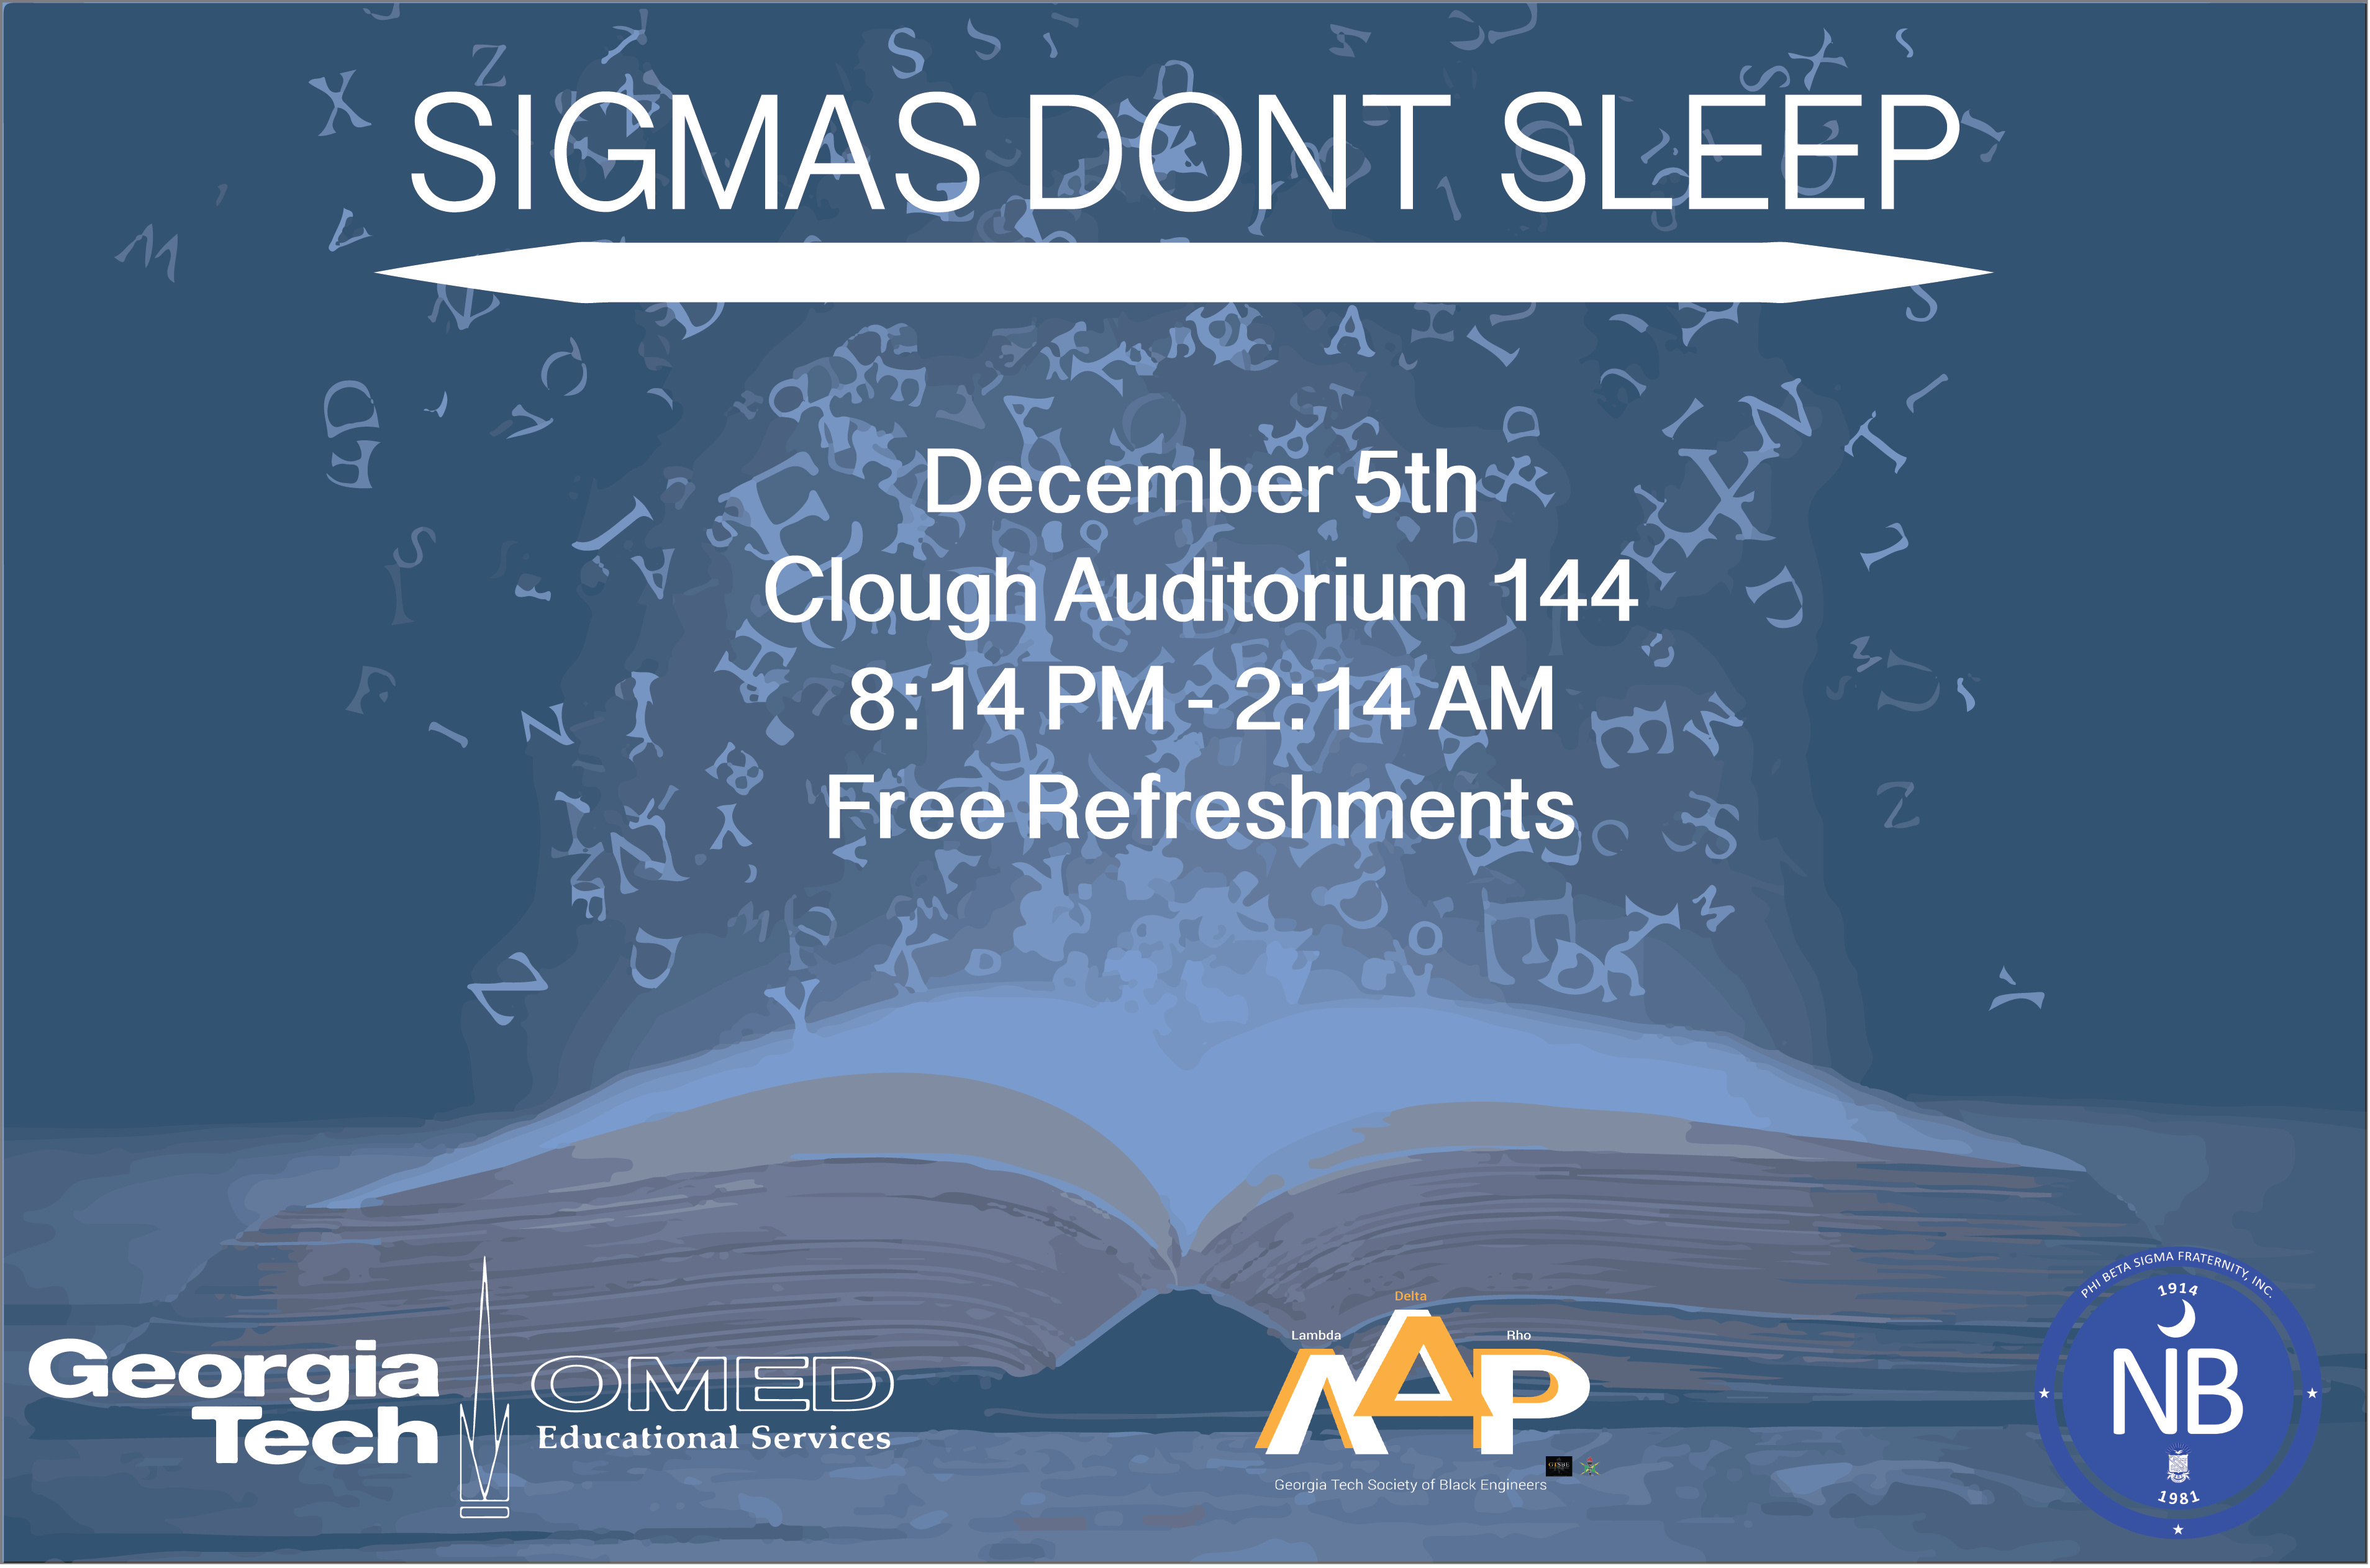 SIGMAS DONT SLEEP
December 5th
Clough Auditorium 144
8:14 PM - 2:14 AM
Free Refreshments
Georgia
Tech
OMED
Educational Services
Delta
Lambda
Rho
ΛΔΡ
Georgia Tech Society of Black Engineers
PHI BETA SIGMA FRATERNITY, INC.
1914
NB
1981